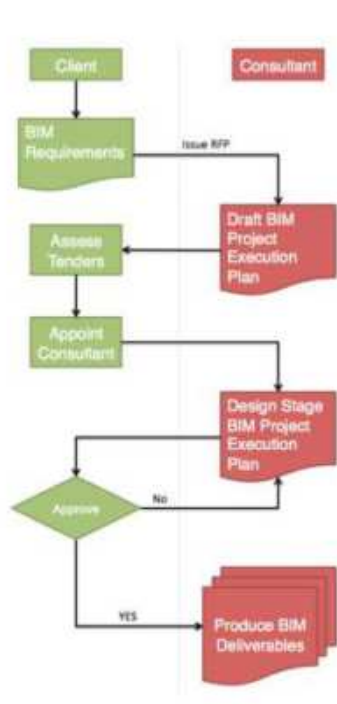 Client
Consultant
BIM
Requirements
Issue RFP
Draft BIM
Project
Execution
Plan
Assess
Tenders
Appoint
Consultant
Design Stage
BIM Project
Execution
Plan
Approve
No
YES
Produce BIM
Deliverables